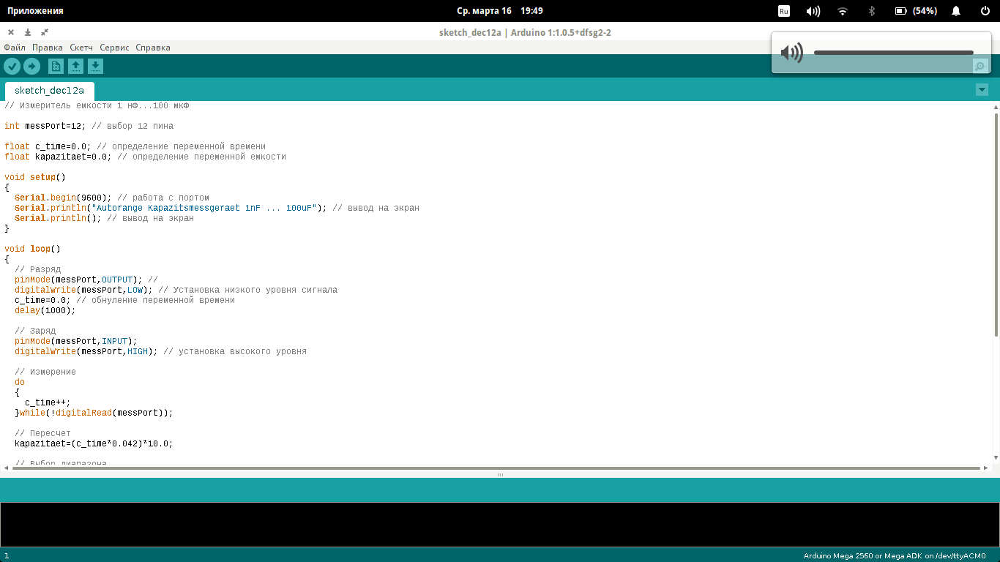 Приложения
Ср. марта 16 19:49
Ru
(54%)
sketch_dec12a | Arduino 1:1.0.5+dfsg2-2
Файл Правка Скетч Сервис Справка
sketch_dec12a
// Измеритель емкости 1 нФ...100 мкФ
int messPort=12; // выбор 12 пина
float c_time=0.0; // определение переменной времени
float kapazitaet=0.0; // определение переменной емкости
void setup()
{
Serial.begin(9600); // работа с портом
Serial.println("Autorange Kapazitsmessgeraet 1nF ... 100uF"); // вывод на экран
Serial.println(); // вывод на экран
}
void loop()
{
// Разряд
pinMode(messPort,OUTPUT); //
digitalWrite(messPort,LOW); // Установка низкого уровня сигнала
c_time=0.0; // обнуление переменной времени
delay(1000);
// Заряд
pinMode(messPort,INPUT);
digitalWrite(messPort,HIGH); // установка высокого уровня
// Измерение
do
{
c_time++;
}while(!digitalRead(messPort));
// Пересчет
kapazitaet=(c_time*0.042)*10.0;
// Выбор диапазона
1
Arduino Mega 2560 or Mega ADK on /dev/ttyACM0